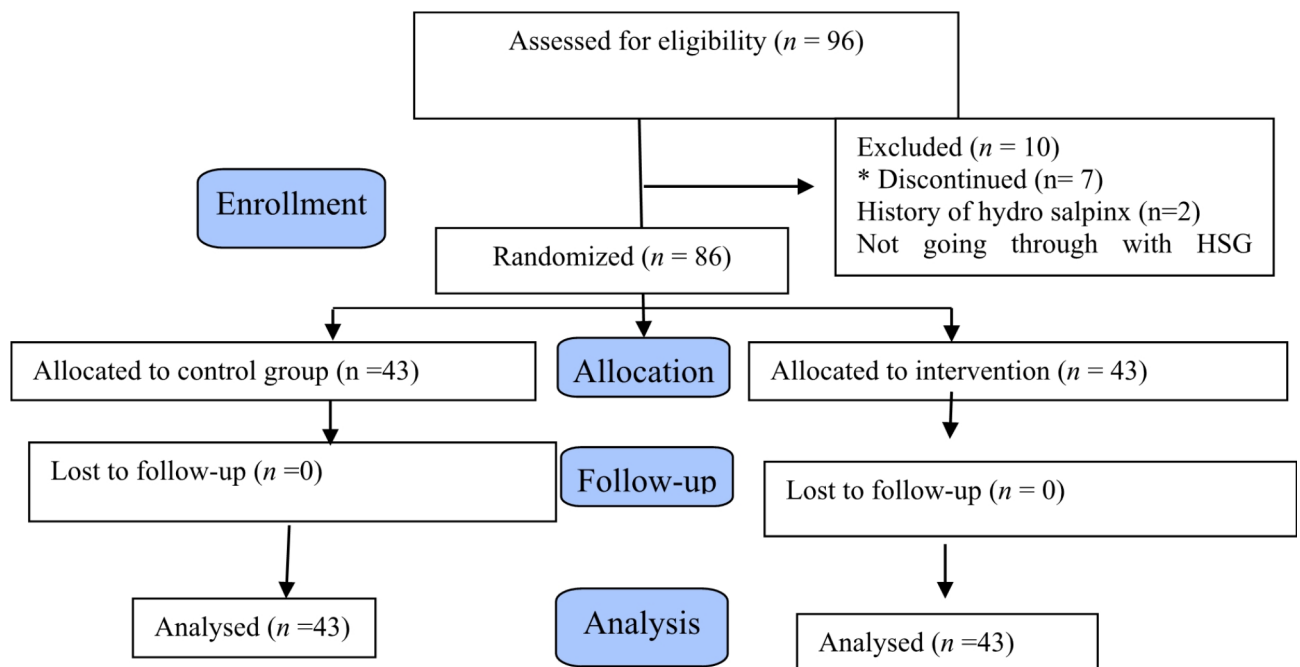 Assessed for eligibility (n = 96)
Excluded (n = 10)
* Discontinued (n= 7)
History of hydro salpinx (n=2)
Not going through with HSG
Enrollment
Randomized (n = 86)
Allocated to control group (n =43)
Allocation
Allocated to intervention (n = 43)
Lost to follow-up (n =0)
Follow-up
Lost to follow-up (n = 0)
Analysed (n =43)
Analysis
Analysed (n =43)